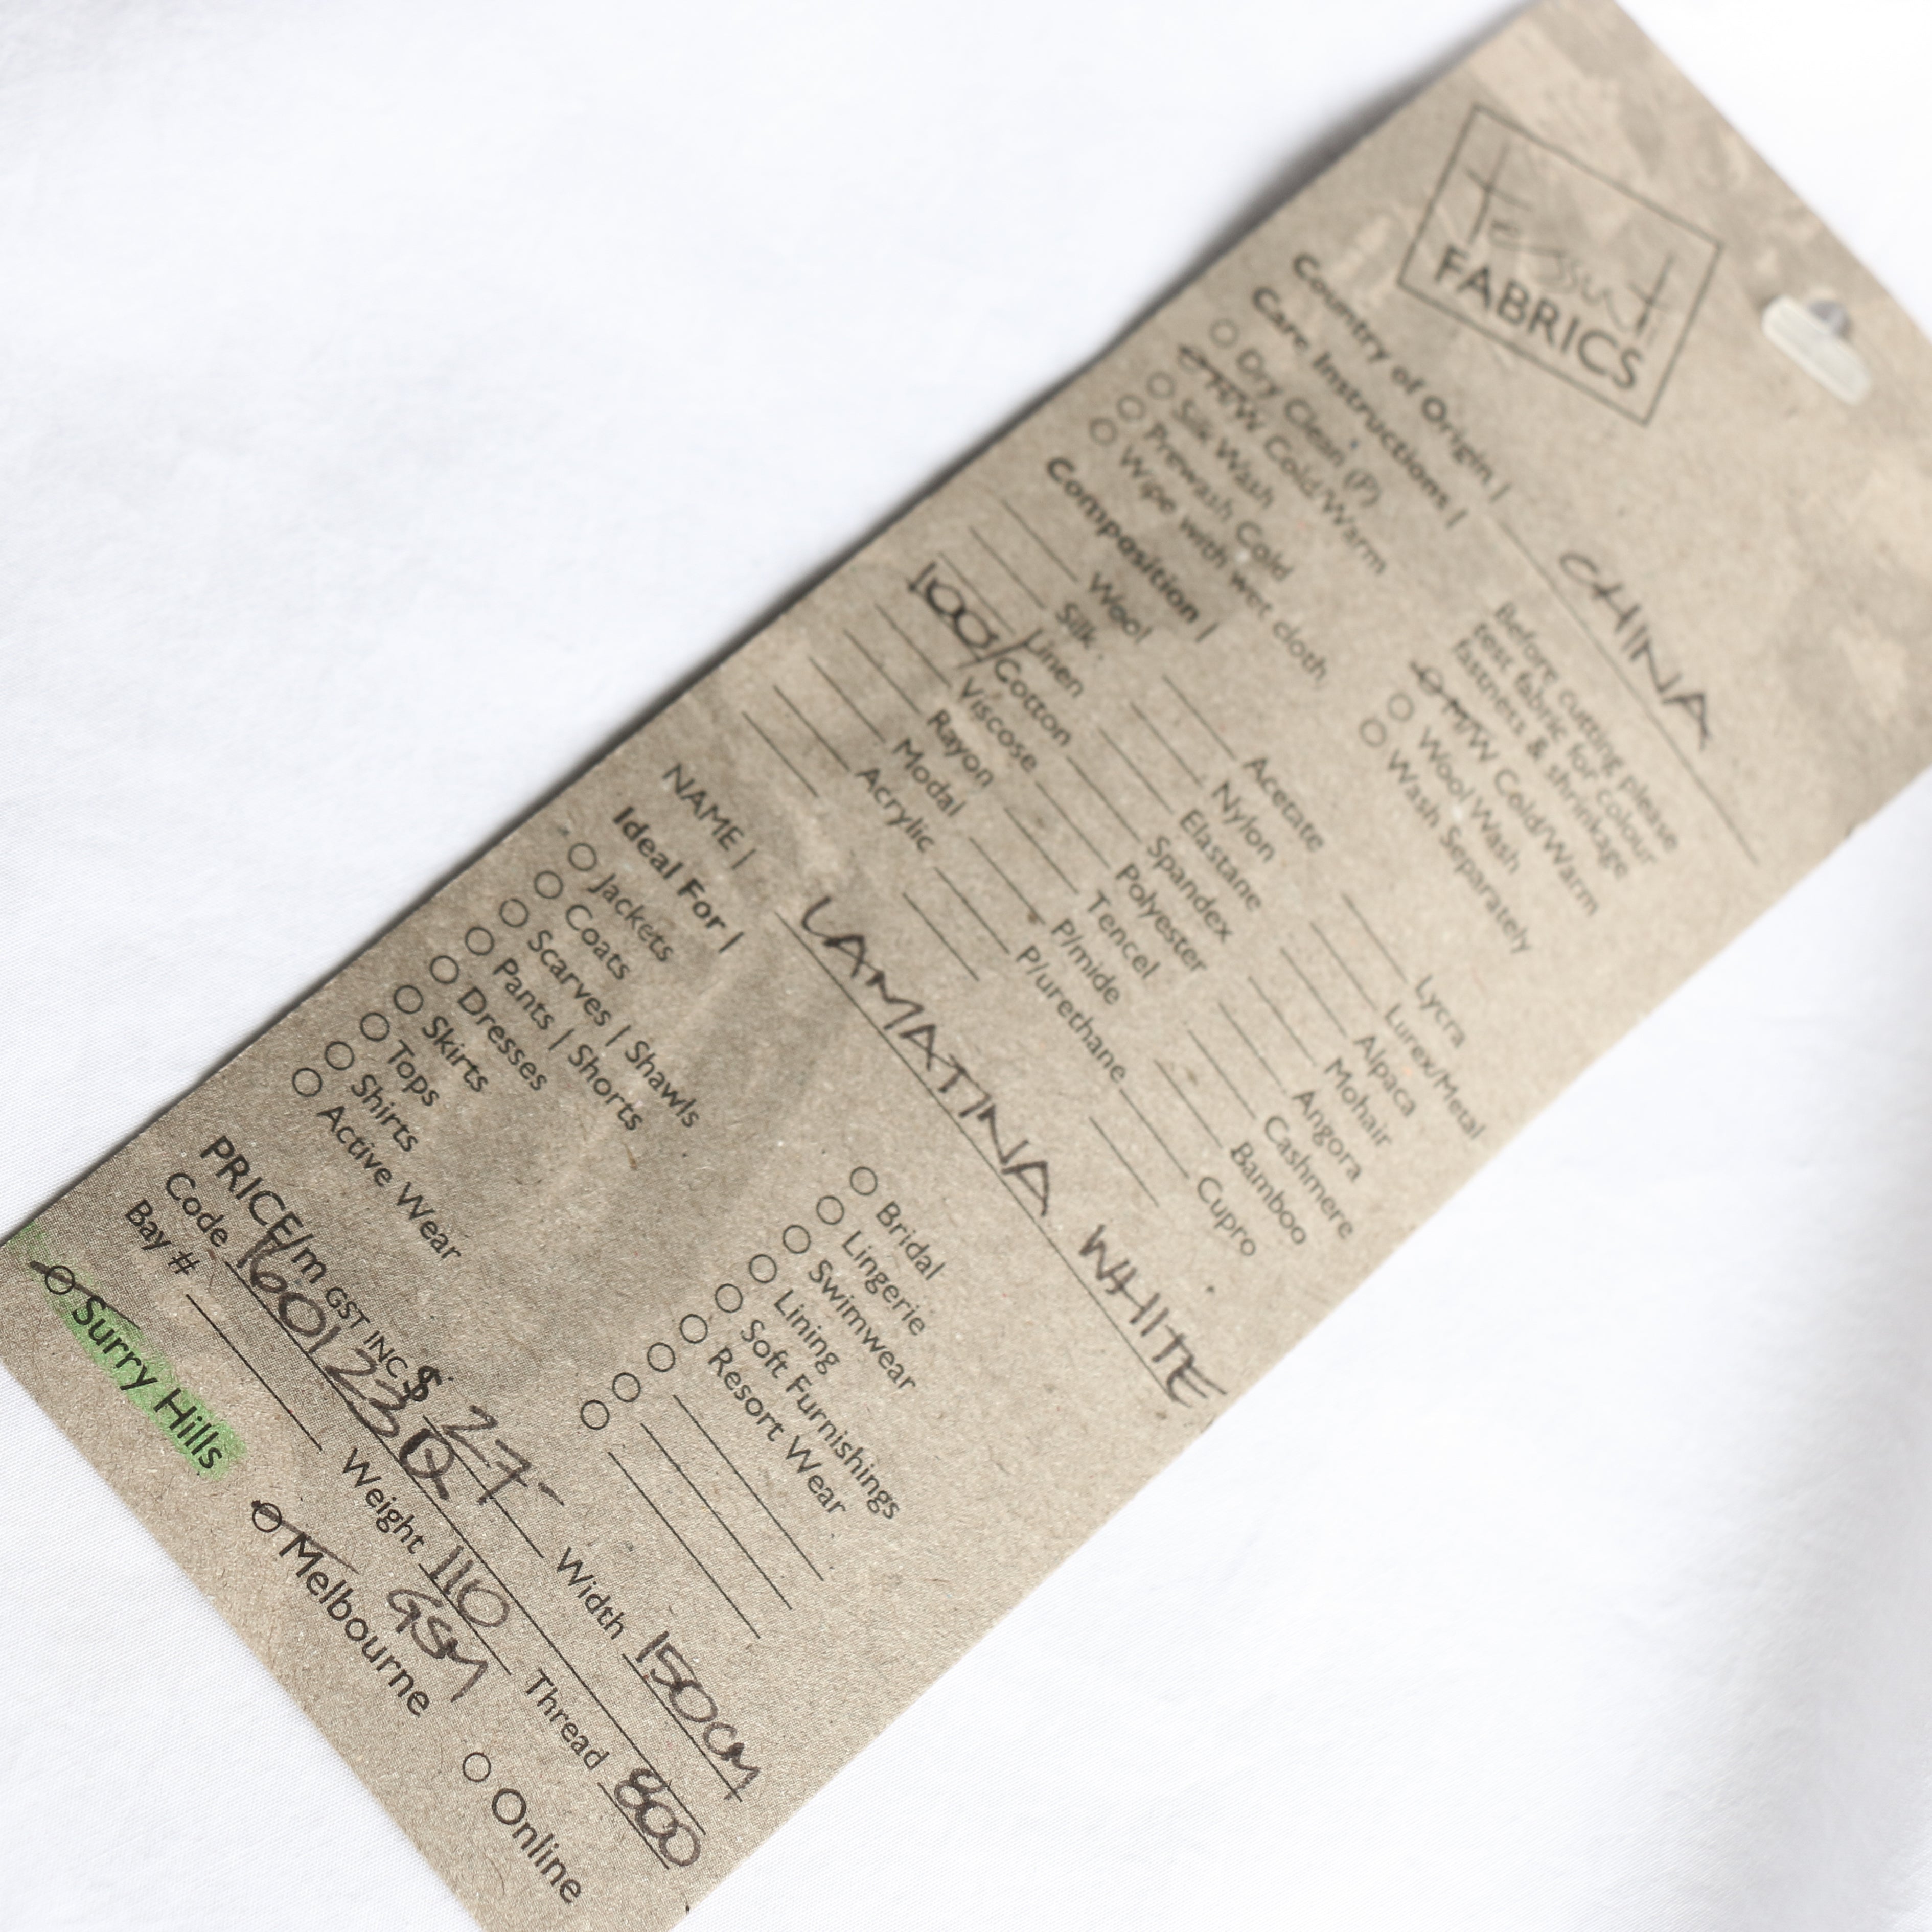 Tessuti
FABRICS
Country of Origin | CHINA
Care Instructions |
Before cutting please
test fabric for colour
fastness & shrinkage
Dry Clean (P)
H/W Cold/Warm
M/W Cold/Warm
Silk Wash
Wool Wash
Prewash Cold
Wash Separately
Wipe with wet cloth
Composition |
Wool Acetate Lycra
Silk Nylon Lurex/Metal
Linen Elastane Alpaca
100% Cotton Spandex Mohair
Viscose Polyester Angora
Rayon Tencel Cashmere
Modal P/mide Bamboo
Acrylic P/urethane Cupro
NAME | LAMATINA WHITE
Ideal For |
Jackets Bridal
Coats Lingerie
Scarves | Shawls Swimwear
Pants | Shorts Lining
Dresses Soft Furnishings
Skirts Resort Wear
Tops
Shirts
Active Wear
PRICE/m GST INC. $ 27- Width 150CM
Code 160123 Thread 800
Bay # Weight 110
GSM
Surry Hills Melbourne Online